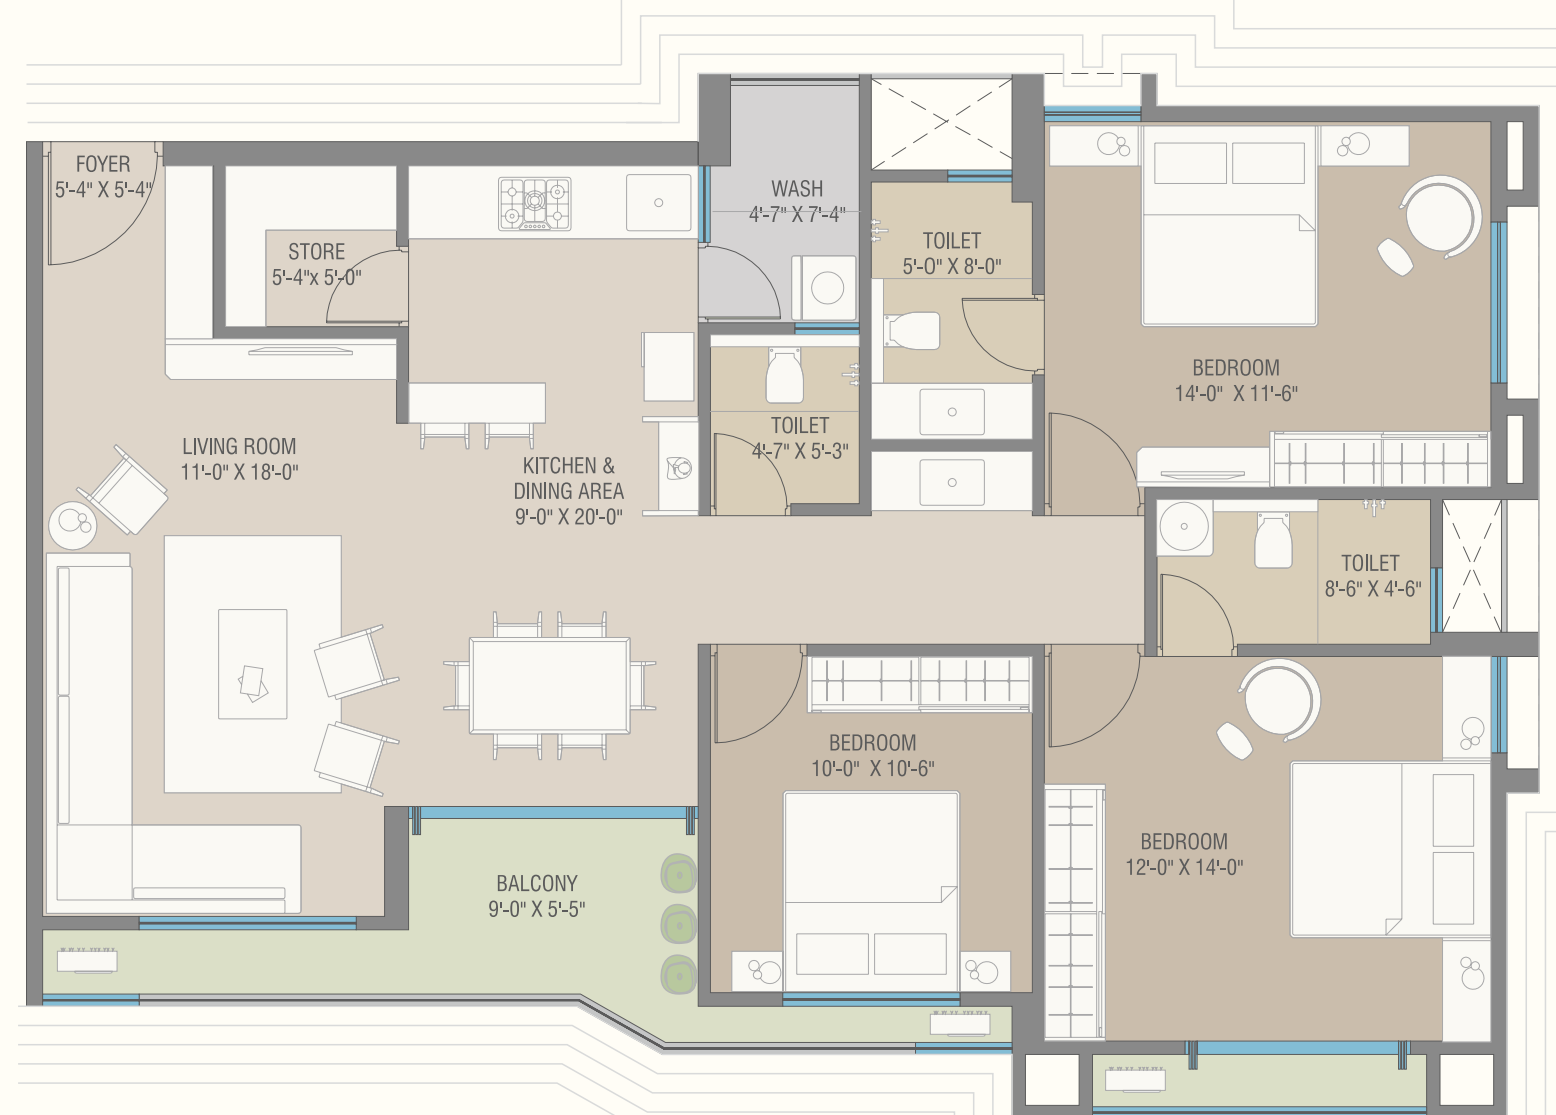 FOYER
5'-4" X 5'-4"
STORE
5'-4"x 5'-0"
WASH
4'-7" X 7'-4"
TOILET
5'-0" X 8'-0"
BEDROOM
14'-0" X 11'-6"
LIVING ROOM
11'-0" X 18'-0"
KITCHEN &
DINING AREA
9'-0" X 20'-0"
TOILET
4'-7" X 5'-3"
TOILET
8'-6" X 4'-6"
BEDROOM
10'-0" X 10'-6"
BEDROOM
12'-0" X 14'-0"
BALCONY
9'-0" X 5'-5"